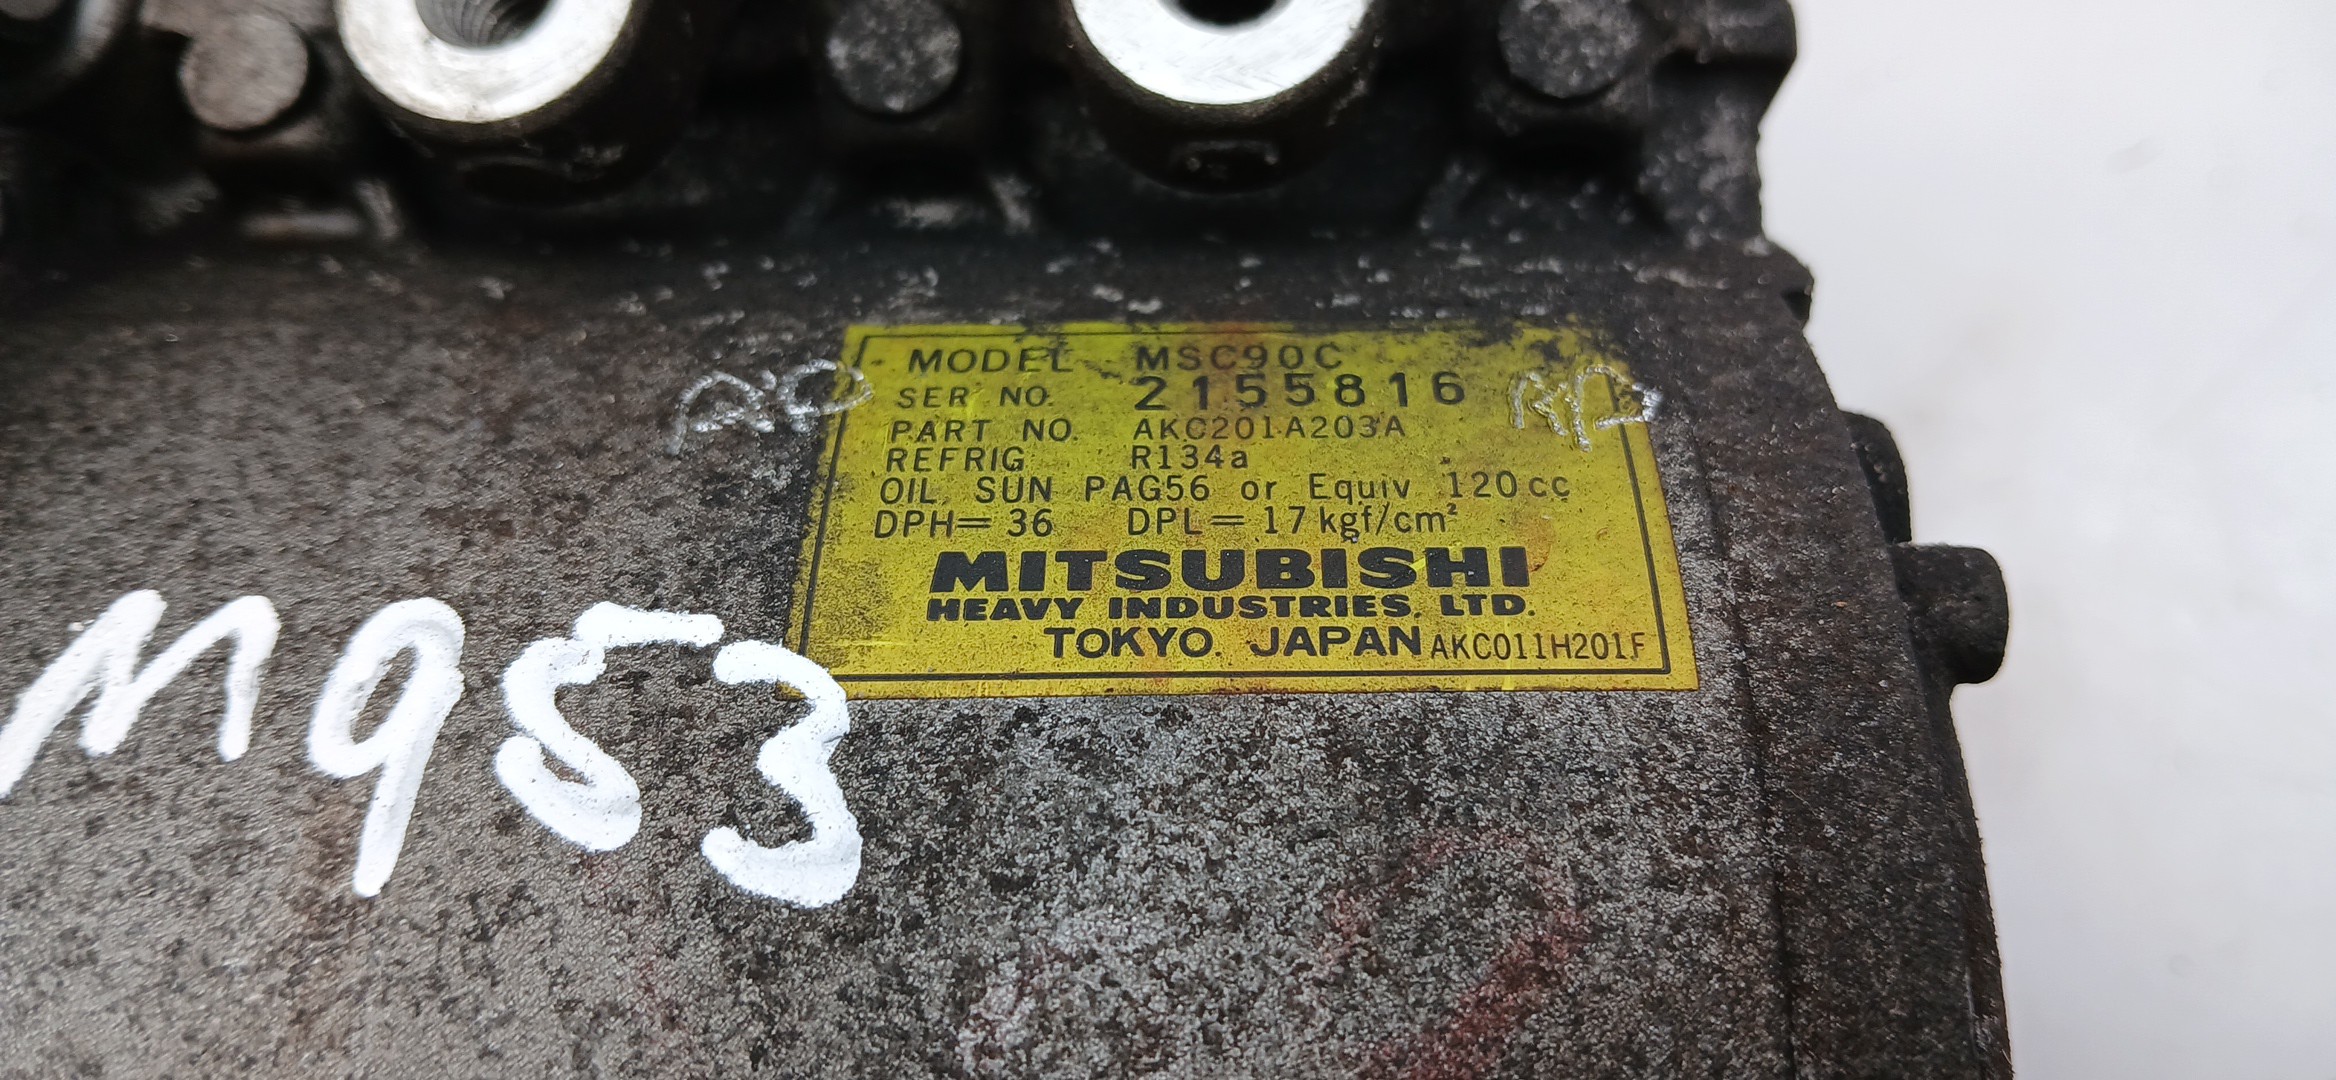 MODEL MSC90C
SER NO. 2155816
PART NO. AKC201A203A
REFRIG R134a
OIL SUN PAG56 or Equiv 120cc
DPH=36 DPL=17kgf/cm²
MITSUBISHI
HEAVY INDUSTRIES, LTD.
TOKYO. JAPAN AKC011H201F
M953